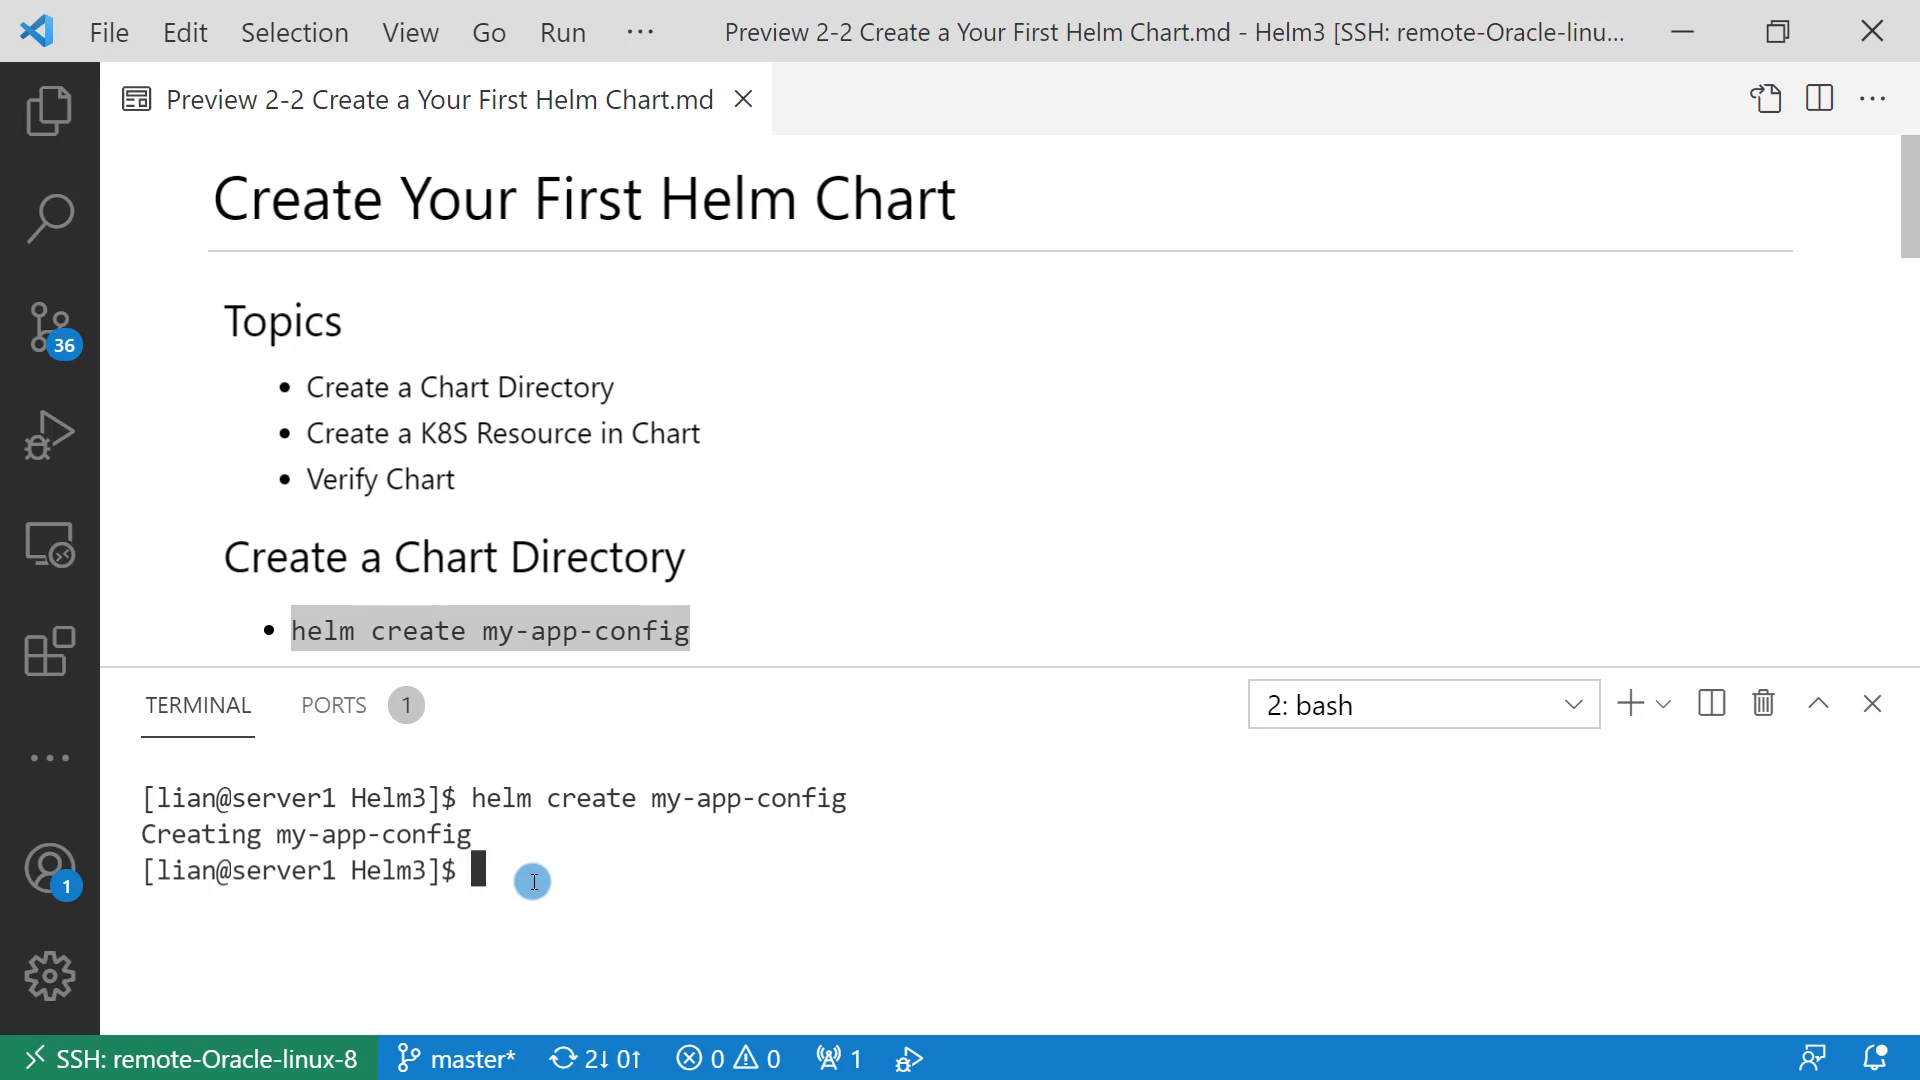 File Edit Selection View Go Run ··· Preview 2-2 Create a Your First Helm Chart.md - Helm3 [SSH: remote-Oracle-linu...
Preview 2-2 Create a Your First Helm Chart.md
Create Your First Helm Chart
Topics
• Create a Chart Directory
• Create a K8S Resource in Chart
• Verify Chart
Create a Chart Directory
• helm create my-app-config
36
TERMINAL PORTS 1 2: bash
[lian@server1 Helm3]$ helm create my-app-config
Creating my-app-config
[lian@server1 Helm3]$
1
SSH: remote-Oracle-linux-8 master* 2↓ 0↑ 0 0 1